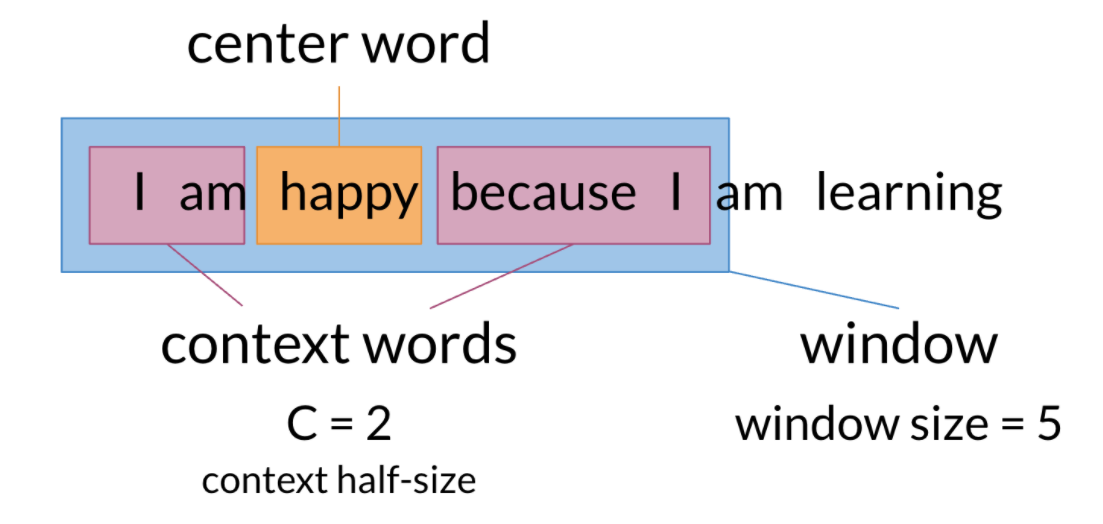 center word
I am happy because I am learning
context words
window
C = 2
window size = 5
context half-size